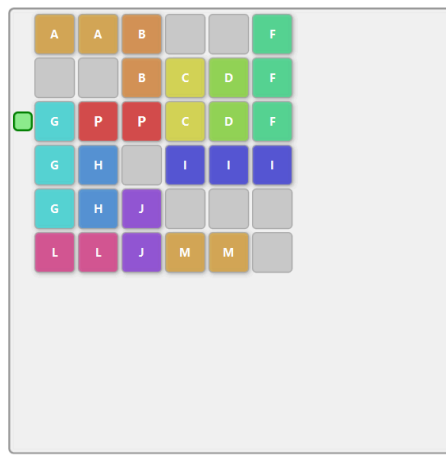 A A B F
B C D F
G P P C D F
G H I I I
G H J
L L J M M